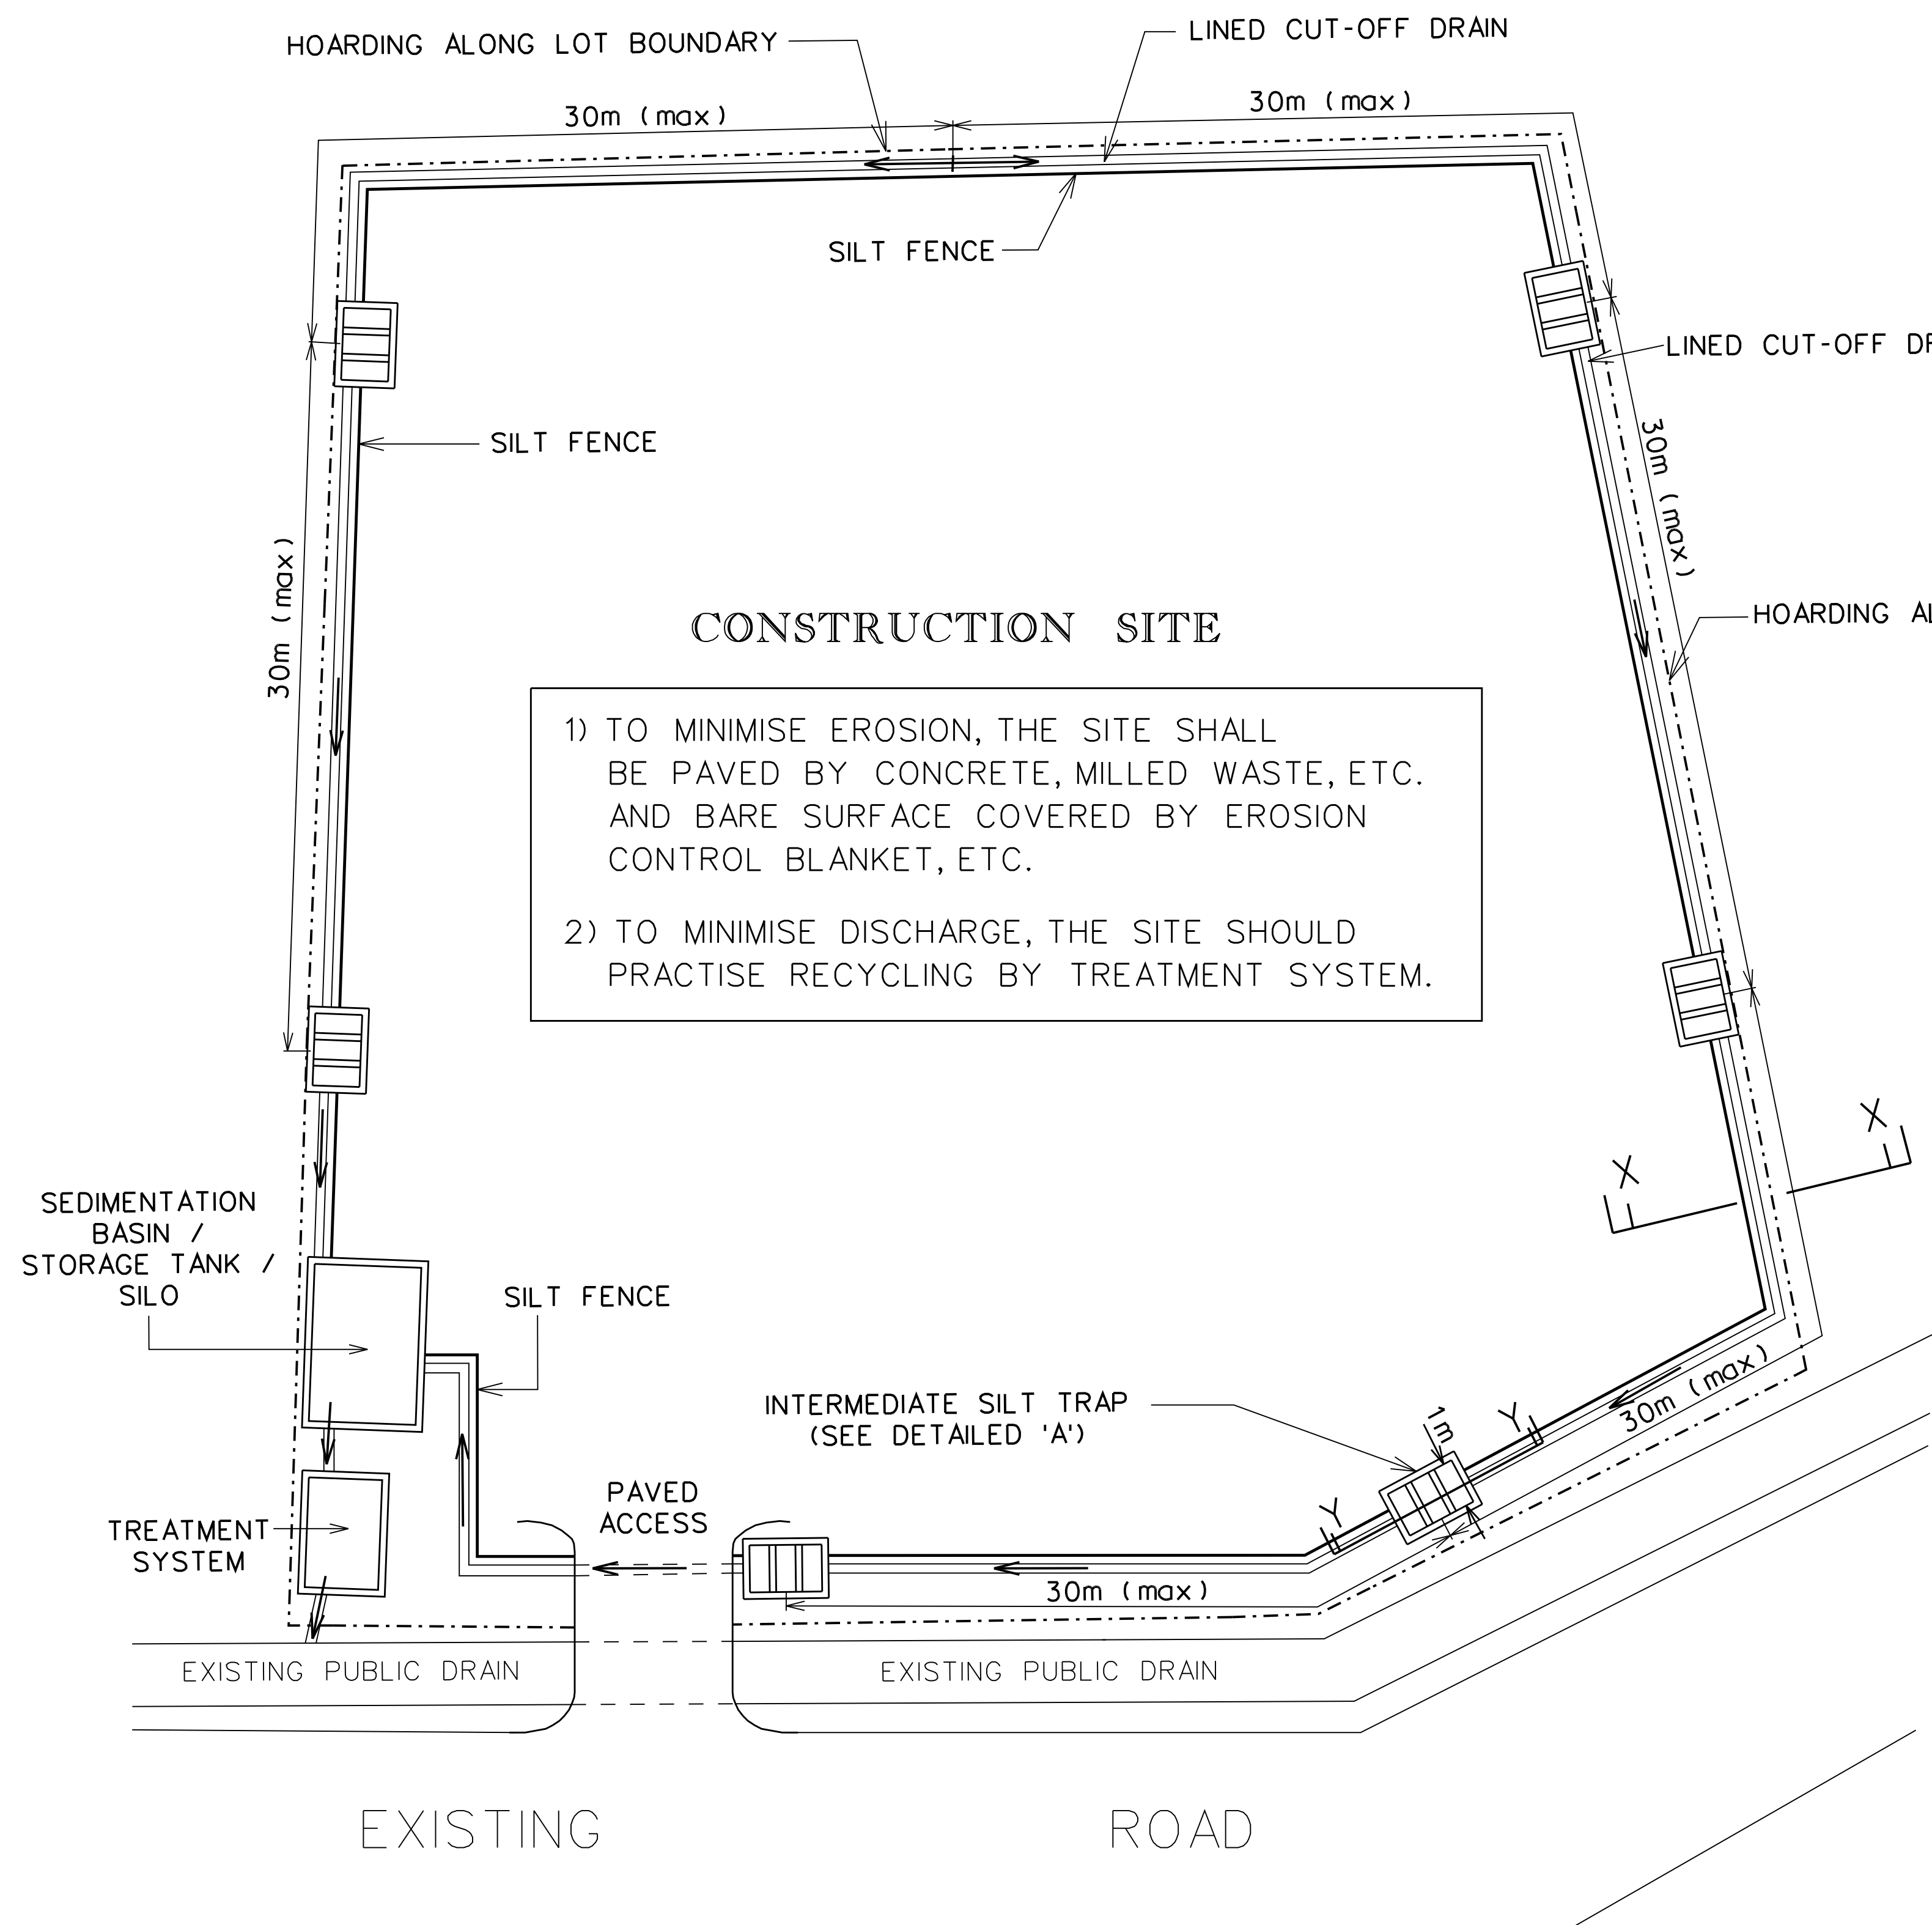 HOARDING ALONG LOT BOUNDARY
LINED CUT-OFF DRAIN
30m (max)
30m (max)
SILT FENCE
LINED CUT-OFF
SILT FENCE
30m (max)
30m (max)
HOARDING
CONSTRUCTION SITE
1) TO MINIMISE EROSION, THE SITE SHALL
BE PAVED BY CONCRETE, MILLED WASTE, ETC.
AND BARE SURFACE COVERED BY EROSION
CONTROL BLANKET, ETC.
2) TO MINIMISE DISCHARGE, THE SITE SHOULD
PRACTISE RECYCLING BY TREATMENT SYSTEM.
X
X
SEDIMENTATION
BASIN /
STORAGE TANK /
SILO
SILT FENCE
30m (max)
INTERMEDIATE SILT TRAP
(SEE DETAILED 'A')
1m
Y
Y
PAVED
ACCESS
TREATMENT
SYSTEM
30m (max)
EXISTING PUBLIC DRAIN
EXISTING PUBLIC DRAIN
EXISTING ROAD